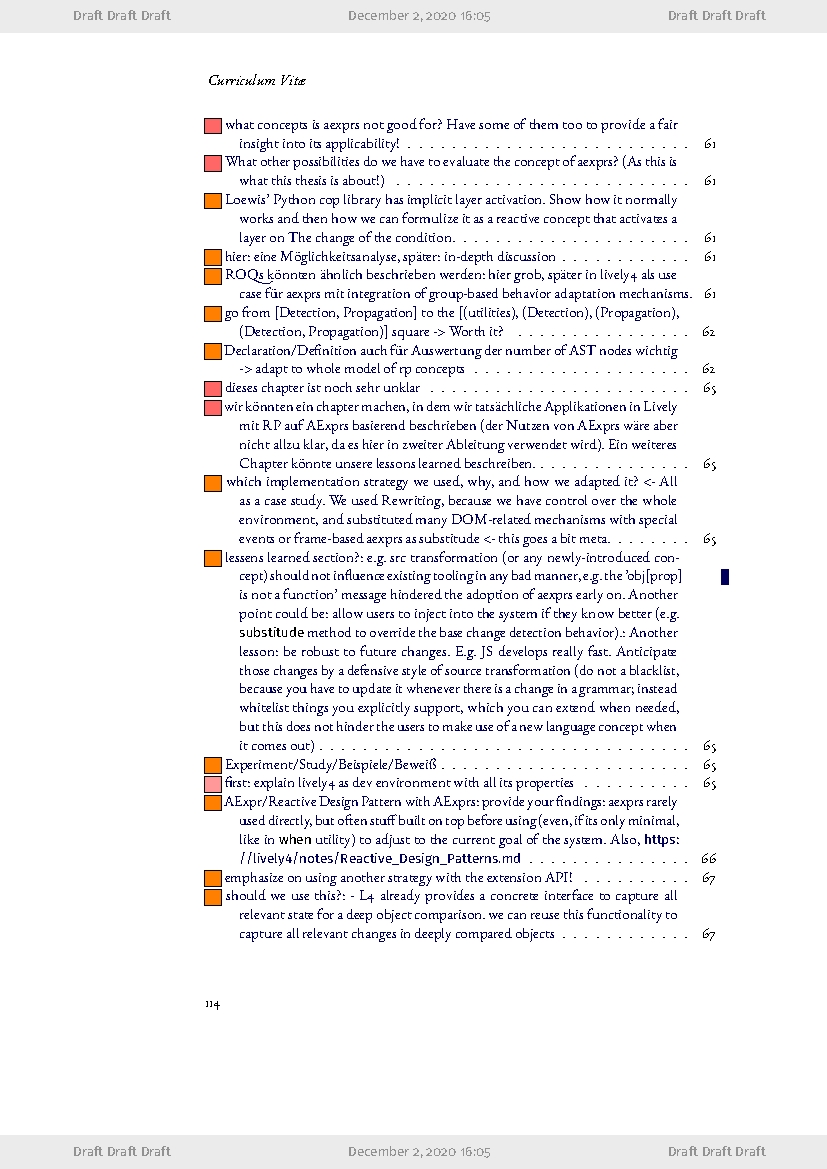 Draft Draft Draft December 2, 2020 16:05 Draft Draft Draft
Curriculum Vitæ
what concepts is aexprs not good for? Have some of them too to provide a fair
insight into its applicability! . . . . . . . . . . . . . . . . . . . . . . . . . . 61
What other possibilities do we have to evaluate the concept of aexprs? (As this is
what this thesis is about!) . . . . . . . . . . . . . . . . . . . . . . . . . . . 61
Loewis' Python cop library has implicit layer activation. Show how it normally
works and then how we can formulize it as a reactive concept that activates a
layer on The change of the condition. . . . . . . . . . . . . . . . . . . . . 61
hier: eine Möglichkeitsanalyse, später: in-depth discussion . . . . . . . . . . . 61
ROQs könnten ähnlich beschrieben werden: hier grob, später in lively4 als use
case für aexprs mit integration of group-based behavior adaptation mechanisms. 61
go from [Detection, Propagation] to the [(utilities), (Detection), (Propagation),
(Detection, Propagation)] square -> Worth it? . . . . . . . . . . . . . . . . 62
Declaration/Definition auch für Auswertung der number of AST nodes wichtig
-> adapt to whole model of rp concepts . . . . . . . . . . . . . . . . . . . 62
dieses chapter ist noch sehr unklar . . . . . . . . . . . . . . . . . . . . . . . . 65
wir könnten ein chapter machen, in dem wir tatsächliche Applikationen in Lively
mit RP auf AExprs basierend beschrieben (der Nutzen von AExprs wäre aber
nicht allzu klar, da es hier in zweiter Ableitung verwendet wird). Ein weiteres
Chapter könnte unsere lessons learned beschreiben. . . . . . . . . . . . . . 65
which implementation strategy we used, why, and how we adapted it? <- All
as a case study. We used Rewriting, because we have control over the whole
environment, and substituted many DOM-related mechanisms with special
events or frame-based aexprs as substitude <- this goes a bit meta. . . . . . . . 65
lessens learned section?: e.g. src transformation (or any newly-introduced con-
cept) should not influence existing tooling in any bad manner, e.g. the 'obj[prop]
is not a function' message hindered the adoption of aexprs early on. Another
point could be: allow users to inject into the system if they know better (e.g.
substitude method to override the base change detection behavior).: Another
lesson: be robust to future changes. E.g. JS develops really fast. Anticipate
those changes by a defensive style of source transformation (do not a blacklist,
because you have to update it whenever there is a change in a grammar; instead
whitelist things you explicitly support, which you can extend when needed,
but this does not hinder the users to make use of a new language concept when
it comes out) . . . . . . . . . . . . . . . . . . . . . . . . . . . . . . . . . . 65
Experiment/Study/Beispiele/Beweiß . . . . . . . . . . . . . . . . . . . . . . . 65
first: explain lively4 as dev environment with all its properties . . . . . . . . . . 65
AExpr/Reactive Design Pattern with AExprs: provide your findings: aexprs rarely
used directly, but often stuff built on top before using (even, if its only minimal,
like in when utility) to adjust to the current goal of the system. Also, https:
//lively4/notes/Reactive_Design_Patterns.md . . . . . . . . . . . . . . . 66
emphasize on using another strategy with the extension API! . . . . . . . . . . 67
should we use this?: - L4 already provides a concrete interface to capture all
relevant state for a deep object comparison. we can reuse this functionality to
capture all relevant changes in deeply compared objects . . . . . . . . . . . . 67
114
Draft Draft Draft December 2, 2020 16:05 Draft Draft Draft